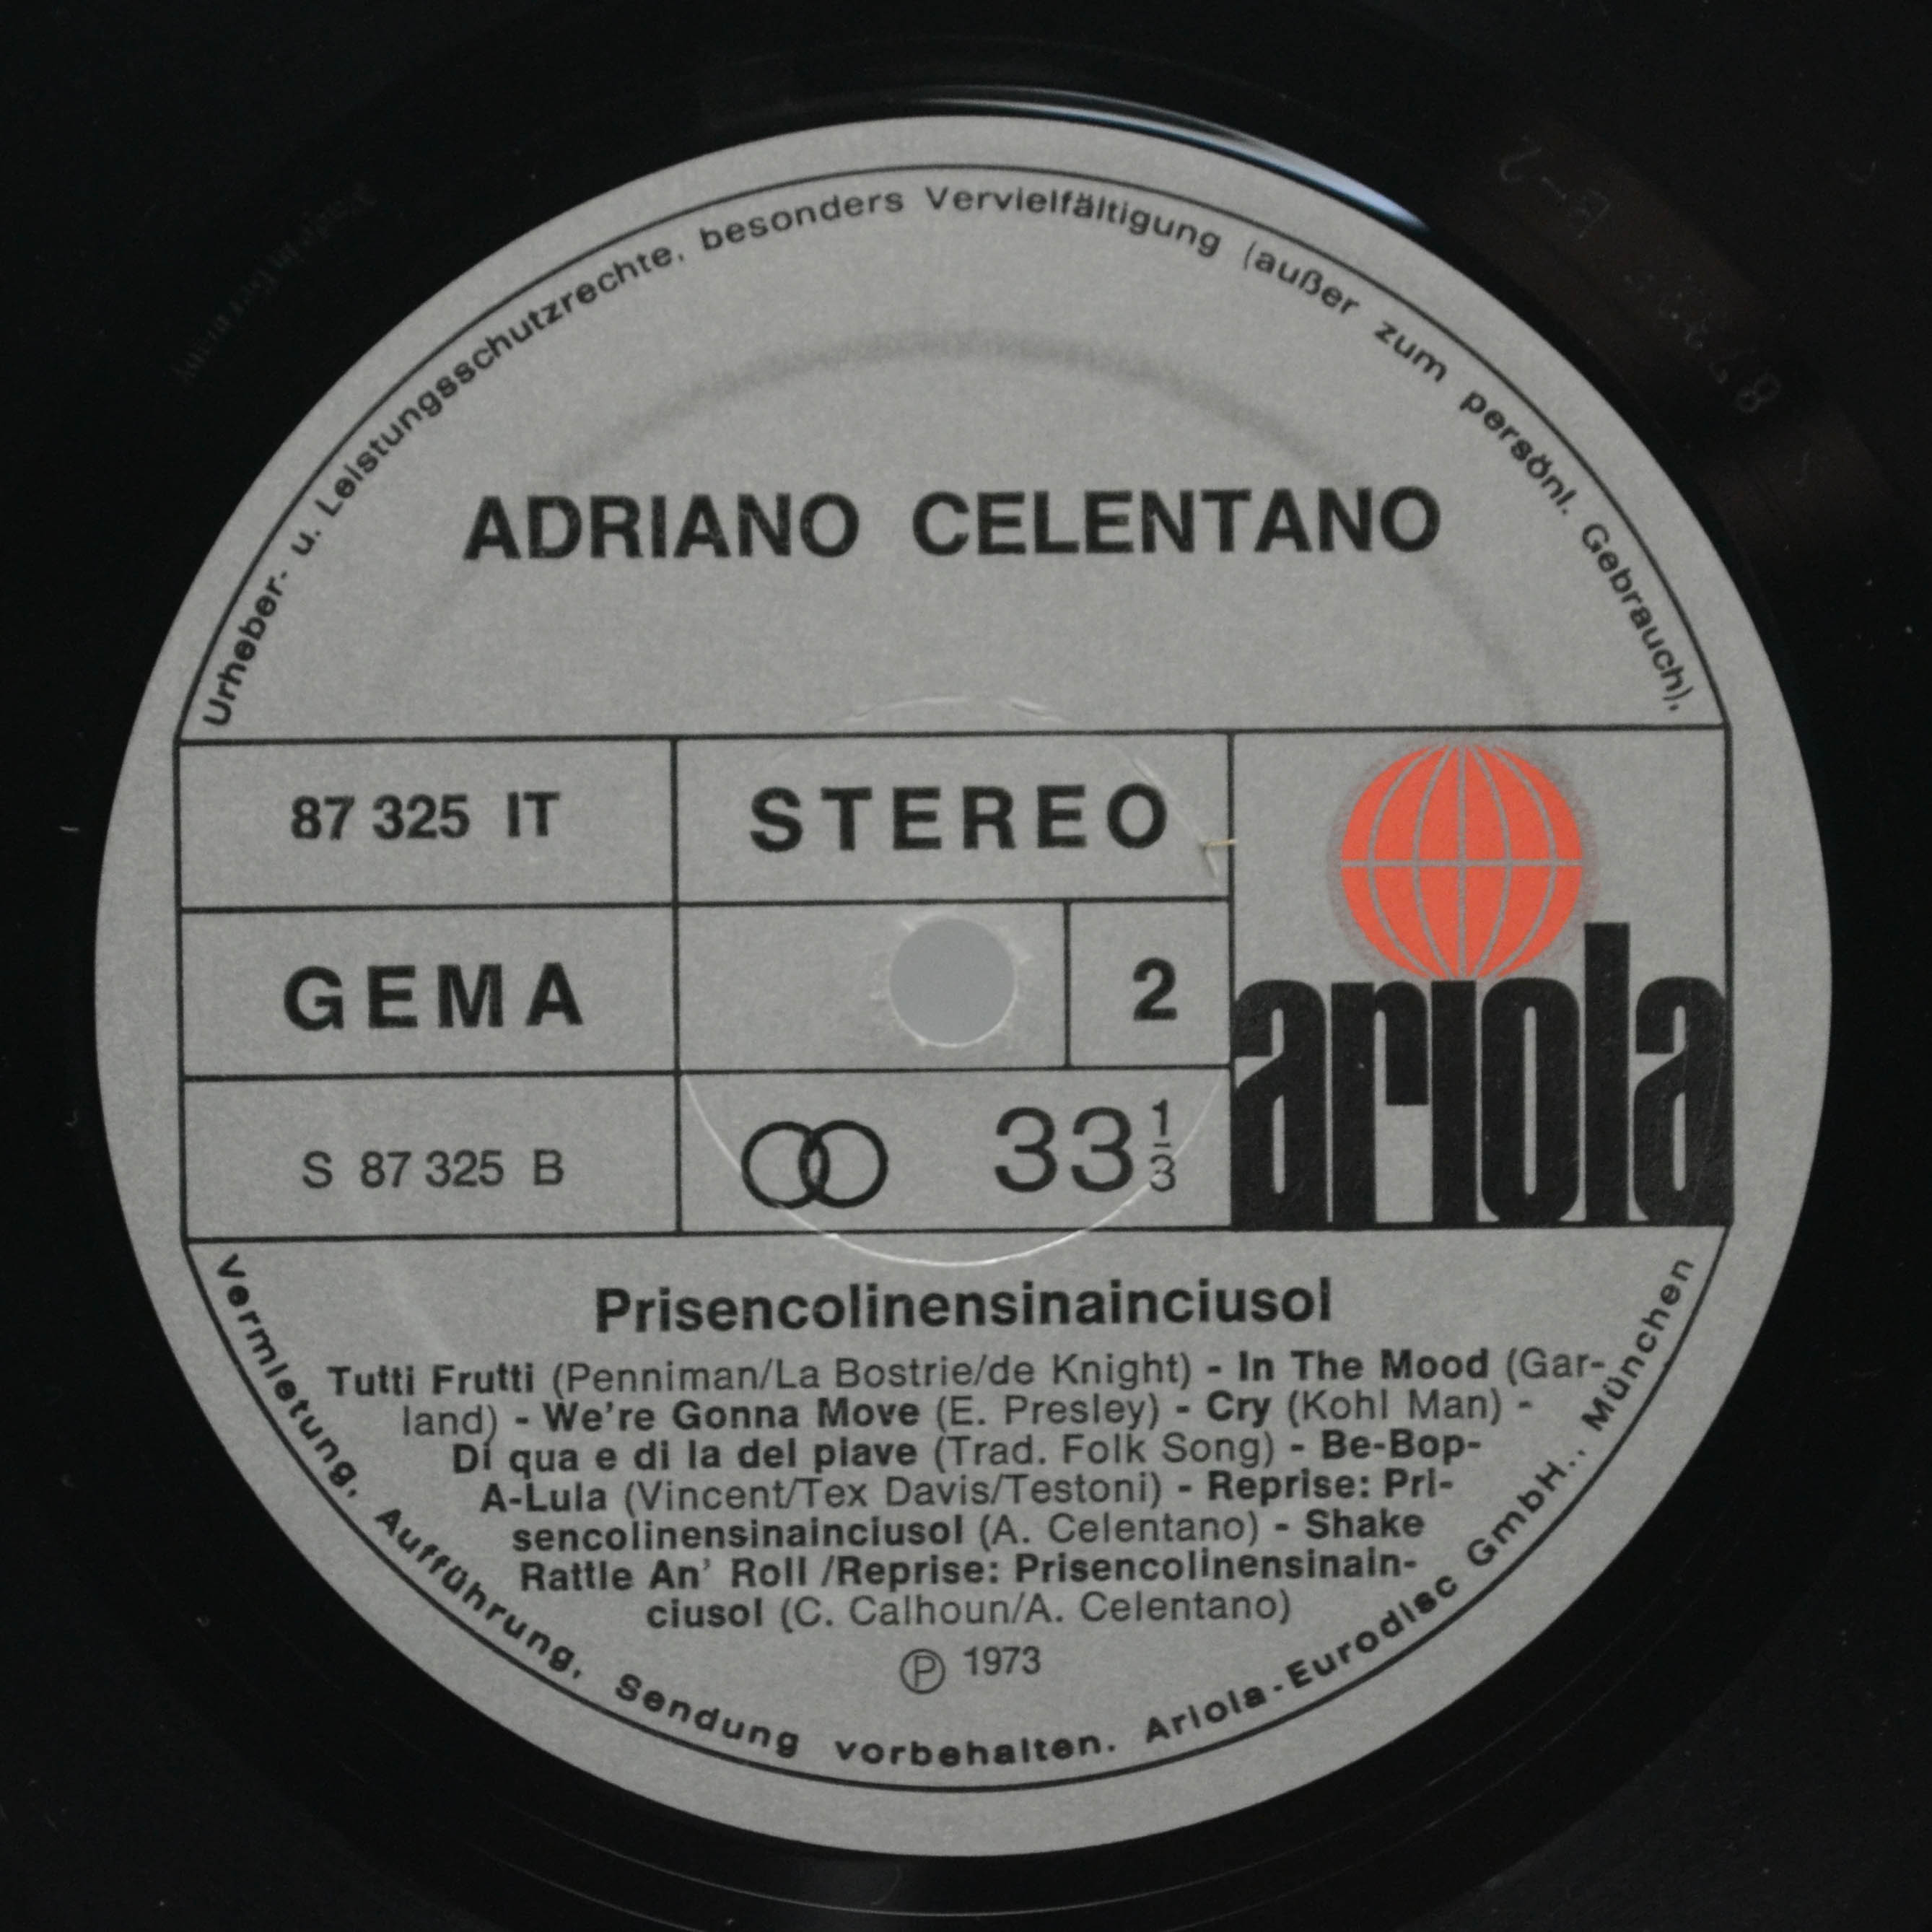 Urheber- u. Leistungsschutzrechte, besonders Vervielfältigung (außer zum persönl. Gebrauch),
ADRIANO CELENTANO
87 325 IT
STEREO
GEMA
2
S 87 325 B
33 1/3
ariola
Prisencolinensinainciusol
Tutti Frutti (Penniman/La Bostrie/de Knight) - In The Mood (Gar-
land) - We're Gonna Move (E. Presley) - Cry (Kohl Man) -
Di qua e di la del piave (Trad. Folk Song) - Be-Bop-
A-Lula (Vincent/Tex Davis/Testoni) - Reprise: Pri-
sencolinensinainciusol (A. Celentano) - Shake
Rattle An' Roll /Reprise: Prisencolinensinain-
ciusol (C. Calhoun/A. Celentano)
Ⓟ 1973
Vermietung, Aufführung, Sendung vorbehalten. Ariola-Eurodisc GmbH., München